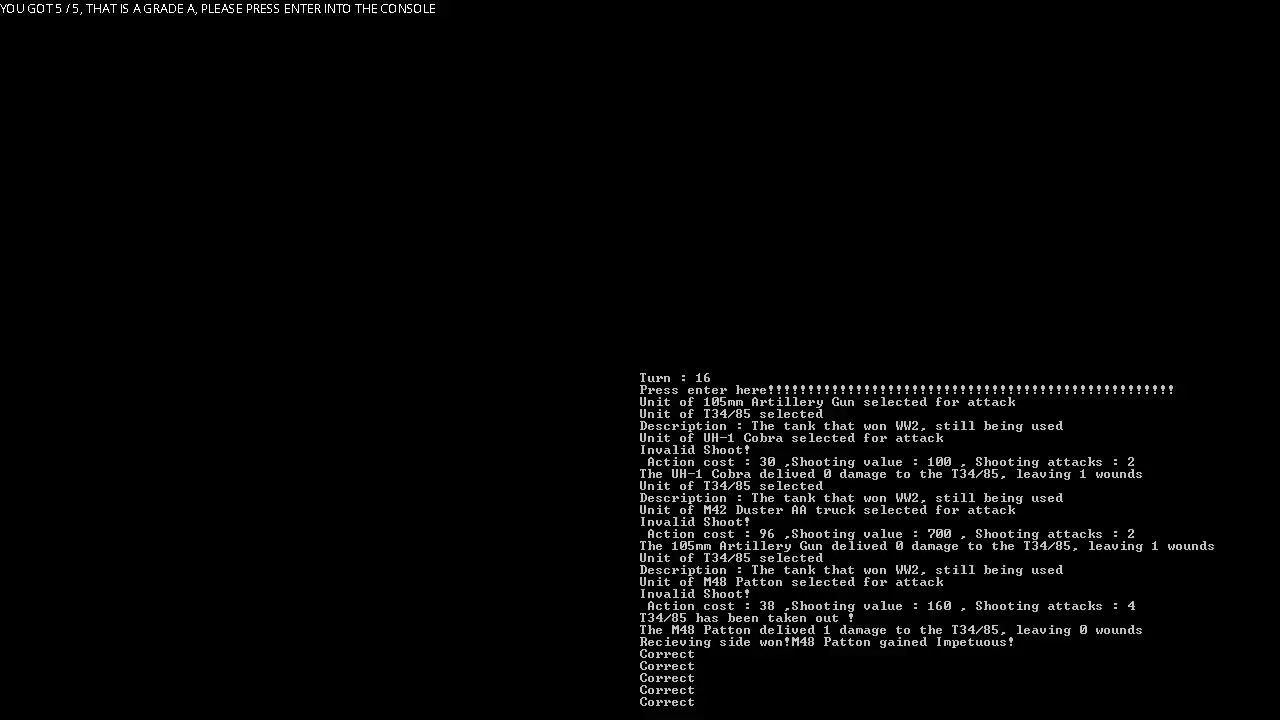 YOU GOT 5 / 5, THAT IS A GRADE A, PLEASE PRESS ENTER INTO THE CONSOLE
Turn : 16
Press enter here!!!!!!!!!!!!!!!!!!!!!!!!!!!!!!!!!!!!!!!!!!!!!!!!!!!
Unit of 105mm Artillery Gun selected for attack
Unit of T34/85 selected
Description : The tank that won WW2, still being used
Unit of UH-1 Cobra selected for attack
Invalid Shoot!
 Action cost : 30 ,Shooting value : 100 , Shooting attacks : 2
The UH-1 Cobra delived 0 damage to the T34/85, leaving 1 wounds
Unit of T34/85 selected
Description : The tank that won WW2, still being used
Unit of M42 Duster AA truck selected for attack
Invalid Shoot!
 Action cost : 96 ,Shooting value : 700 , Shooting attacks : 2
The 105mm Artillery Gun delived 0 damage to the T34/85, leaving 1 wounds
Unit of T34/85 selected
Description : The tank that won WW2, still being used
Unit of M48 Patton selected for attack
Invalid Shoot!
 Action cost : 38 ,Shooting value : 160 , Shooting attacks : 4
T34/85 has been taken out !
The M48 Patton delived 1 damage to the T34/85, leaving 0 wounds
Recieving side won!M48 Patton gained Impetuous!
Correct
Correct
Correct
Correct
Correct